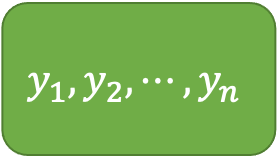 y₁, y₂, ⋯, yₙ